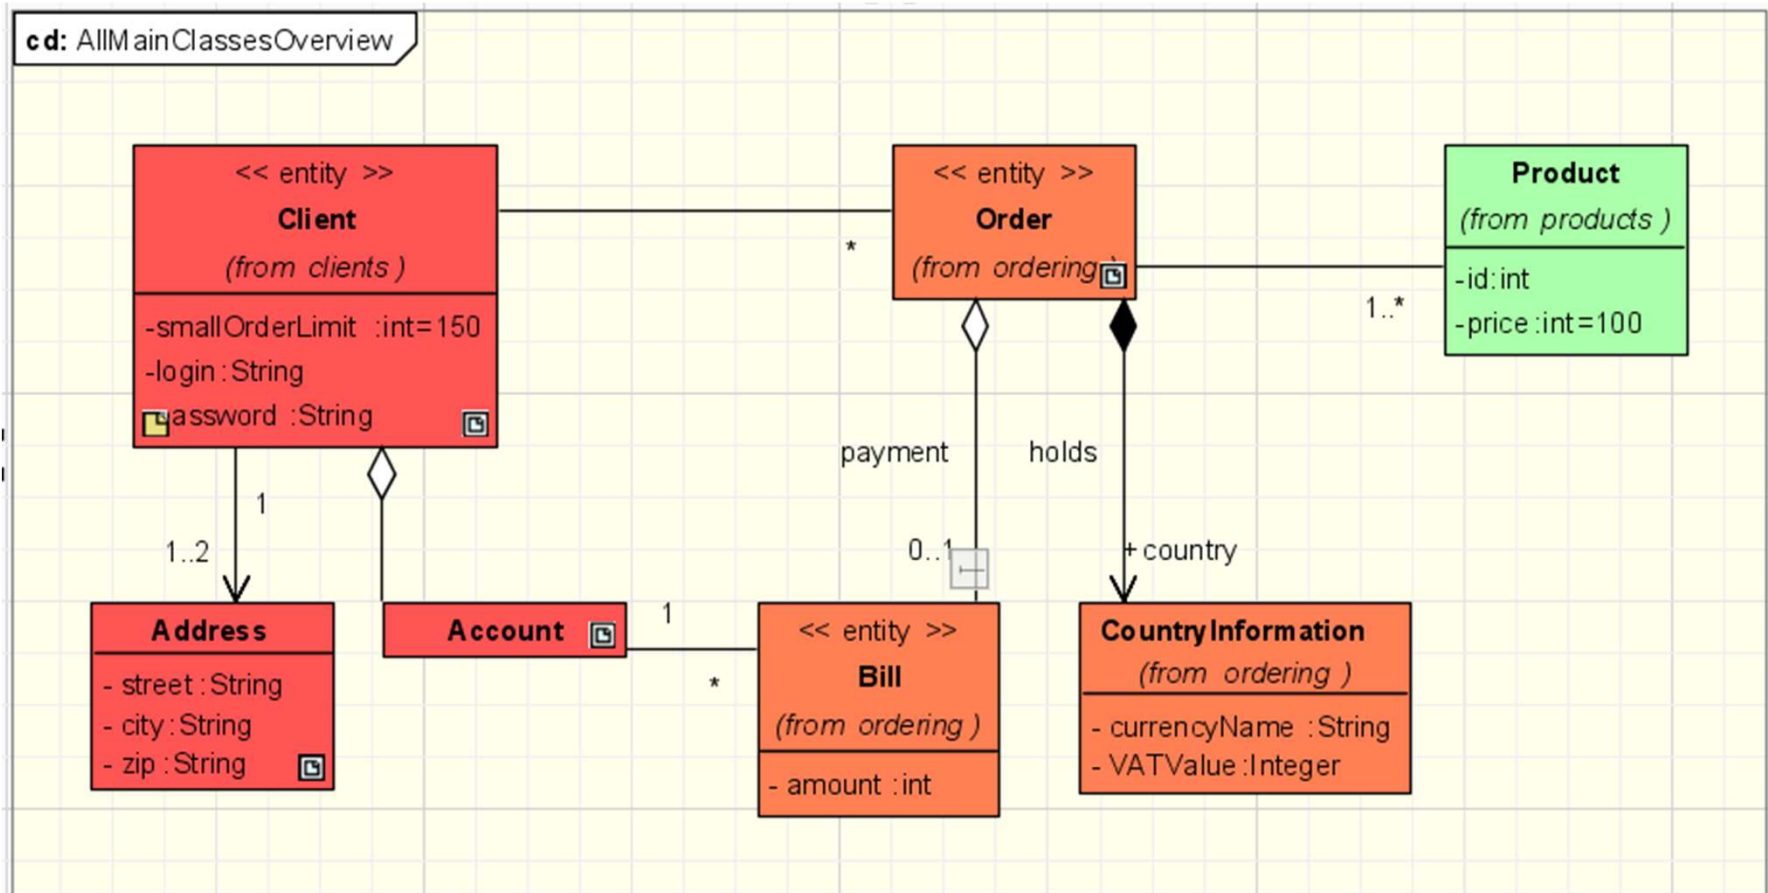 cd: AllMainClassesOverview
<< entity >>
Client
(from clients )
-smallOrderLimit :int=150
-login:String
assword :String
*
<< entity >>
Order
(from ordering
1..*
Product
(from products )
-id:int
-price:int=100
1
1..2
payment
holds
0..1
+country
Address
- street :String
- city:String
- zip :String
Account
1
*
<< entity >>
Bill
(from ordering )
- amount :int
CountryInformation
(from ordering )
- currencyName :String
- VATValue:Integer